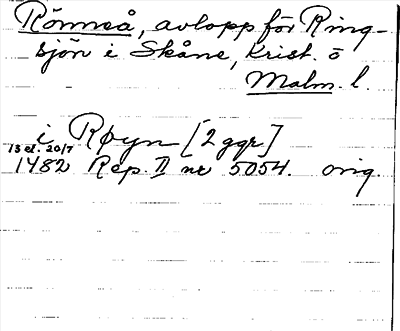 Rönneå, avlopp för Ring-
sjön i Skåne, Krist. o
Malm. l.
i Røyn [2 ggr]
13 el. 20/7
1482 Rep. II nr 5054. orig.